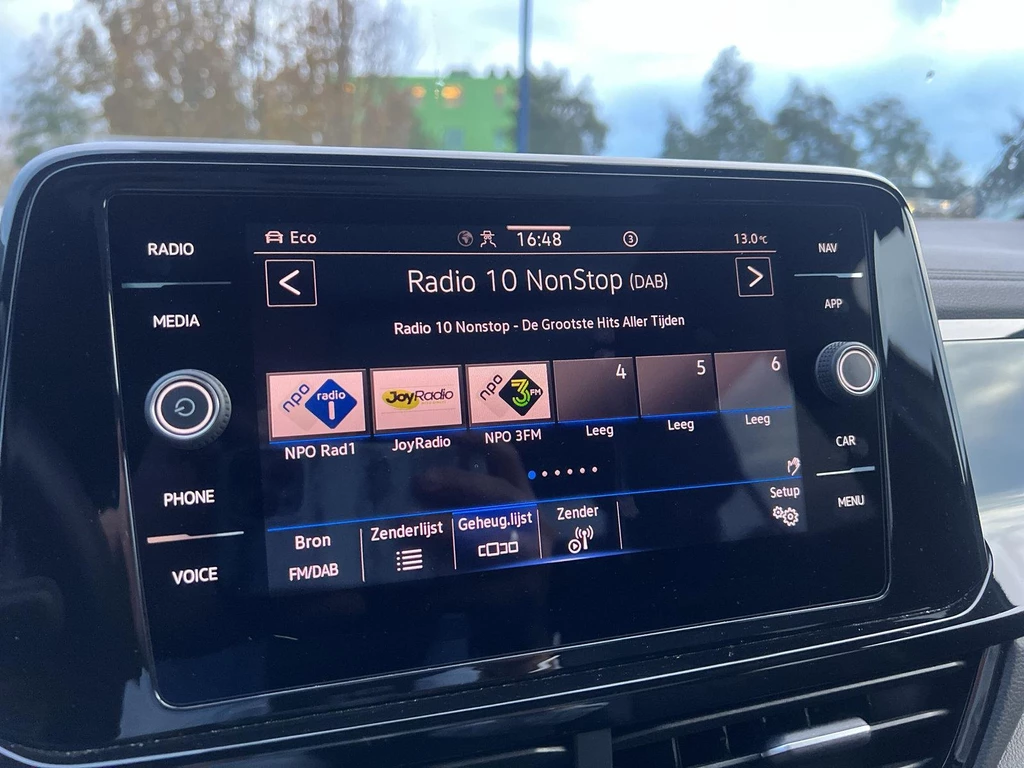 RADIO
MEDIA
PHONE
VOICE
Eco
16:48
3
13.0°C
Radio 10 NonStop (DAB)
Radio 10 Nonstop - De Grootste Hits Aller Tijden
npo radio 1
JoyRadio
npo 3FM
4
5
6
NPO Rad1
JoyRadio
NPO 3FM
Leeg
Leeg
Leeg
Bron
FM/DAB
Zenderlijst
Geheug.lijst
Zender
Setup
NAV
APP
CAR
MENU